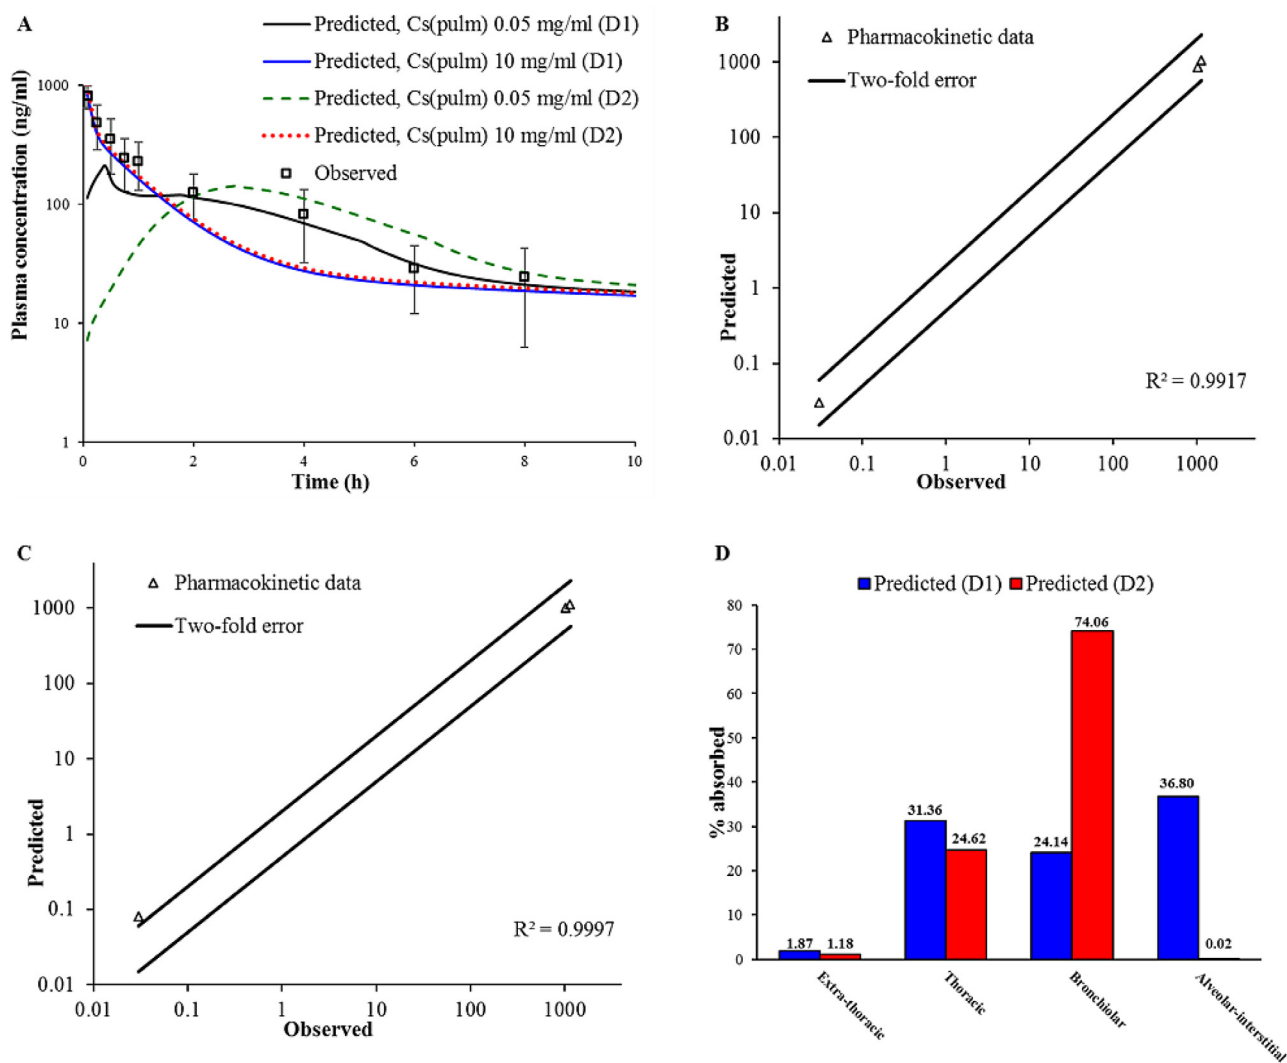 A
Predicted, Cs(pulm) 0.05 mg/ml (D1)
Predicted, Cs(pulm) 10 mg/ml (D1)
Predicted, Cs(pulm) 0.05 mg/ml (D2)
Predicted, Cs(pulm) 10 mg/ml (D2)
Observed
Plasma concentration (ng/ml)
1000
100
10
1
0 2 4 6 8 10
Time (h)
B
Pharmacokinetic data
Two-fold error
Predicted
1000
100
10
1
0.1
0.01
R² = 0.9917
0.01 0.1 1 10 100 1000
Observed
C
Pharmacokinetic data
Two-fold error
Predicted
1000
100
10
1
0.1
0.01
R² = 0.9997
0.01 0.1 1 10 100 1000
Observed
D
Predicted (D1) Predicted (D2)
% absorbed
80
70
60
50
40
30
20
10
0
1.87 1.18
31.36 24.62
24.14 74.06
36.80 0.02
Extra-thoracic
Thoracic
Bronchiolar
Alveolar-interstitial